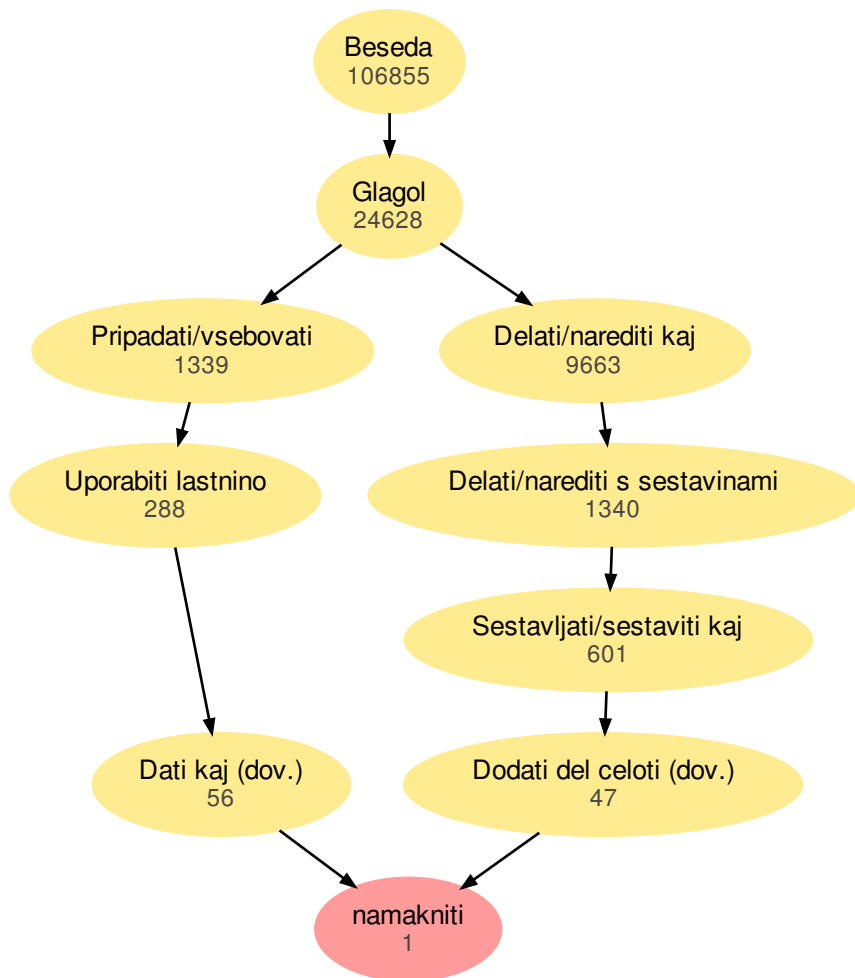 Beseda
106855
Glagol
24628
Pripadati/vsebovati
1339
Delati/narediti kaj
9663
Uporabiti lastnino
288
Delati/narediti s sestavinami
1340
Sestavljati/sestaviti kaj
601
Dati kaj (dov.)
56
Dodati del celoti (dov.)
47
namakniti
1